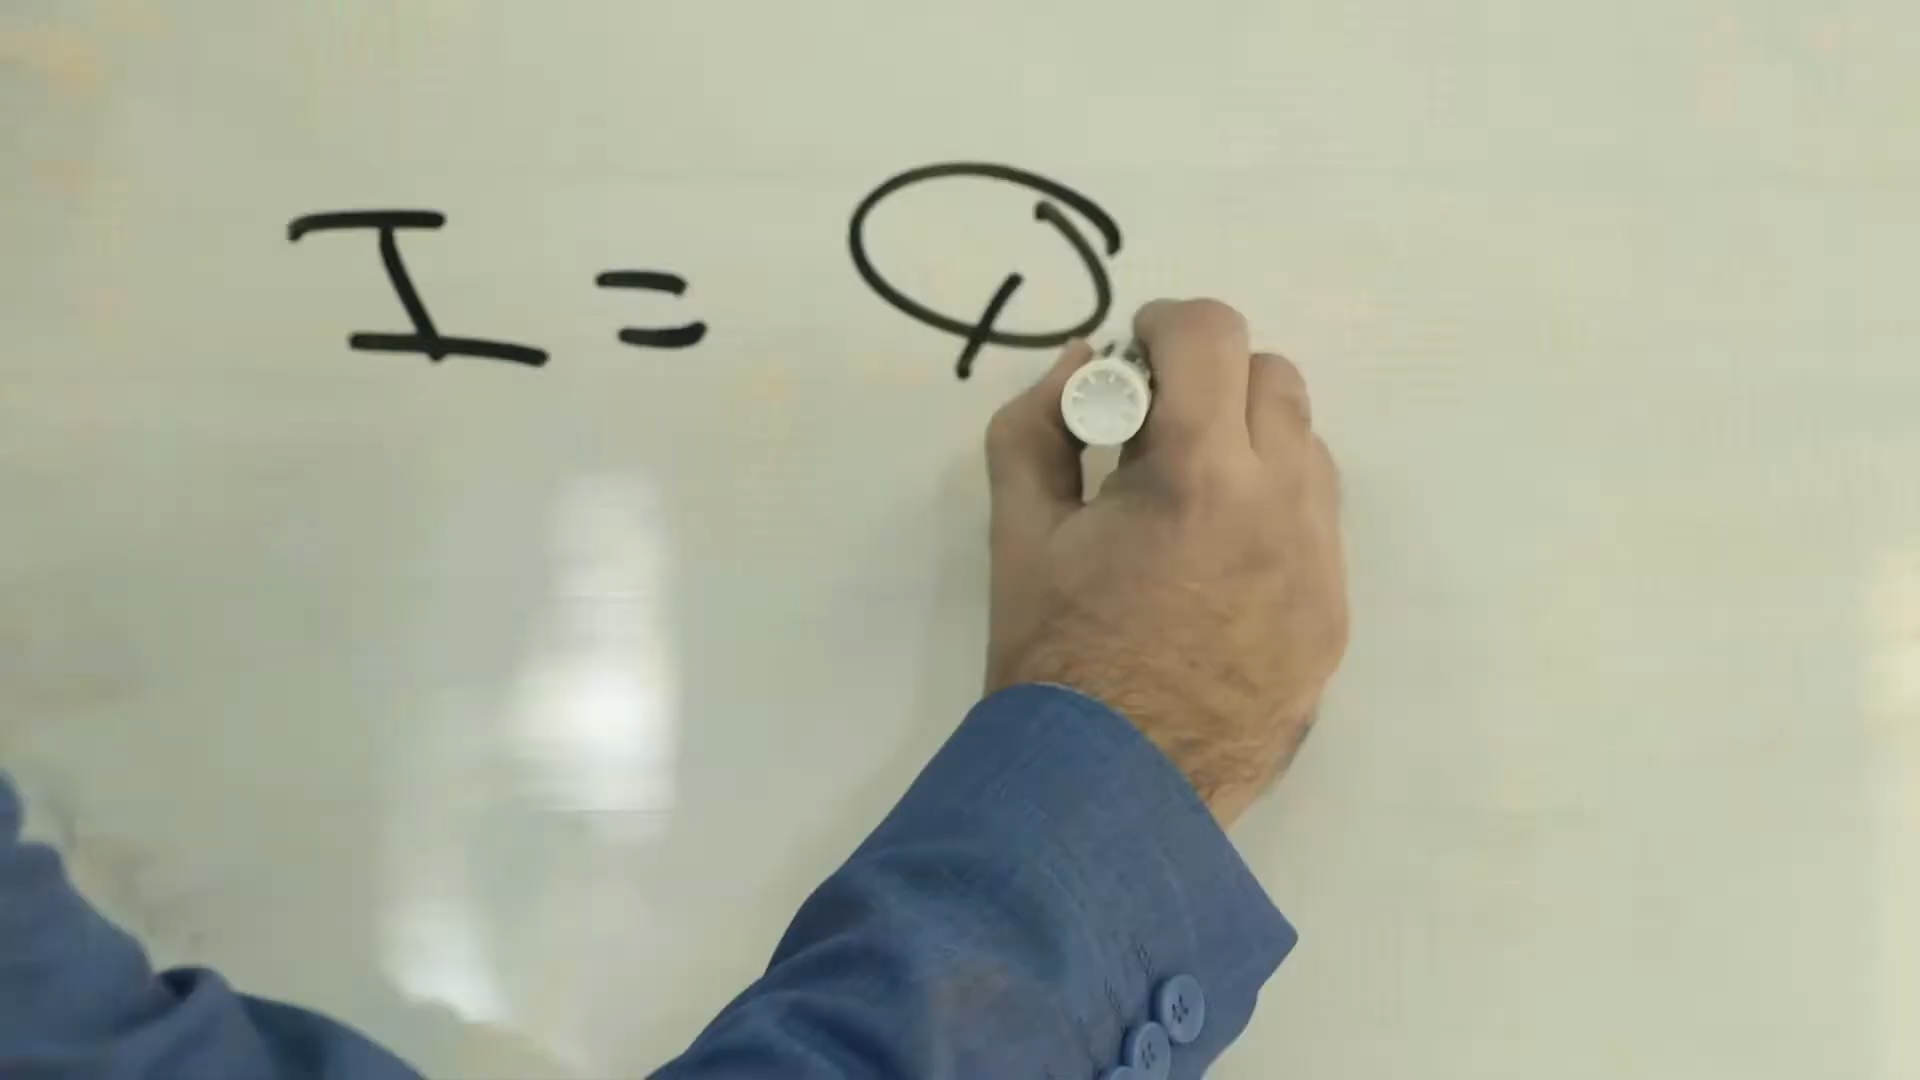 I = Q